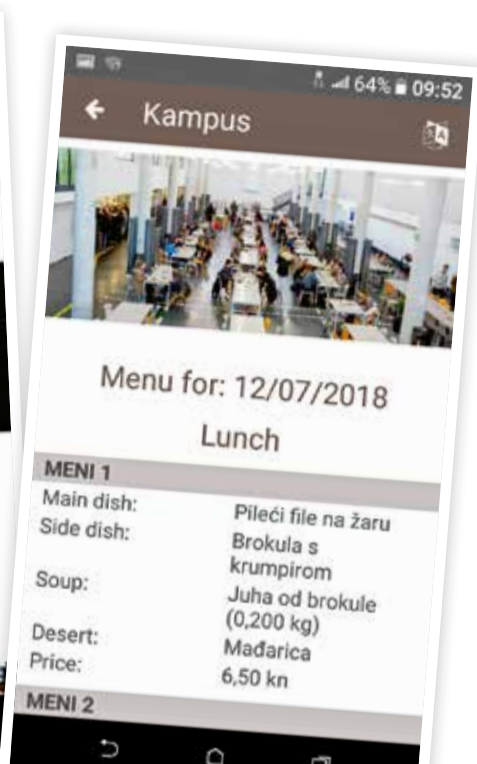 64% 09:52
Kampus
Menu for: 12/07/2018
Lunch
MENI 1
Main dish: Pileći file na žaru
Side dish: Brokula s
krumpirom
Soup: Juha od brokule
(0,200 kg)
Desert: Mađarica
Price: 6,50 kn
MENI 2